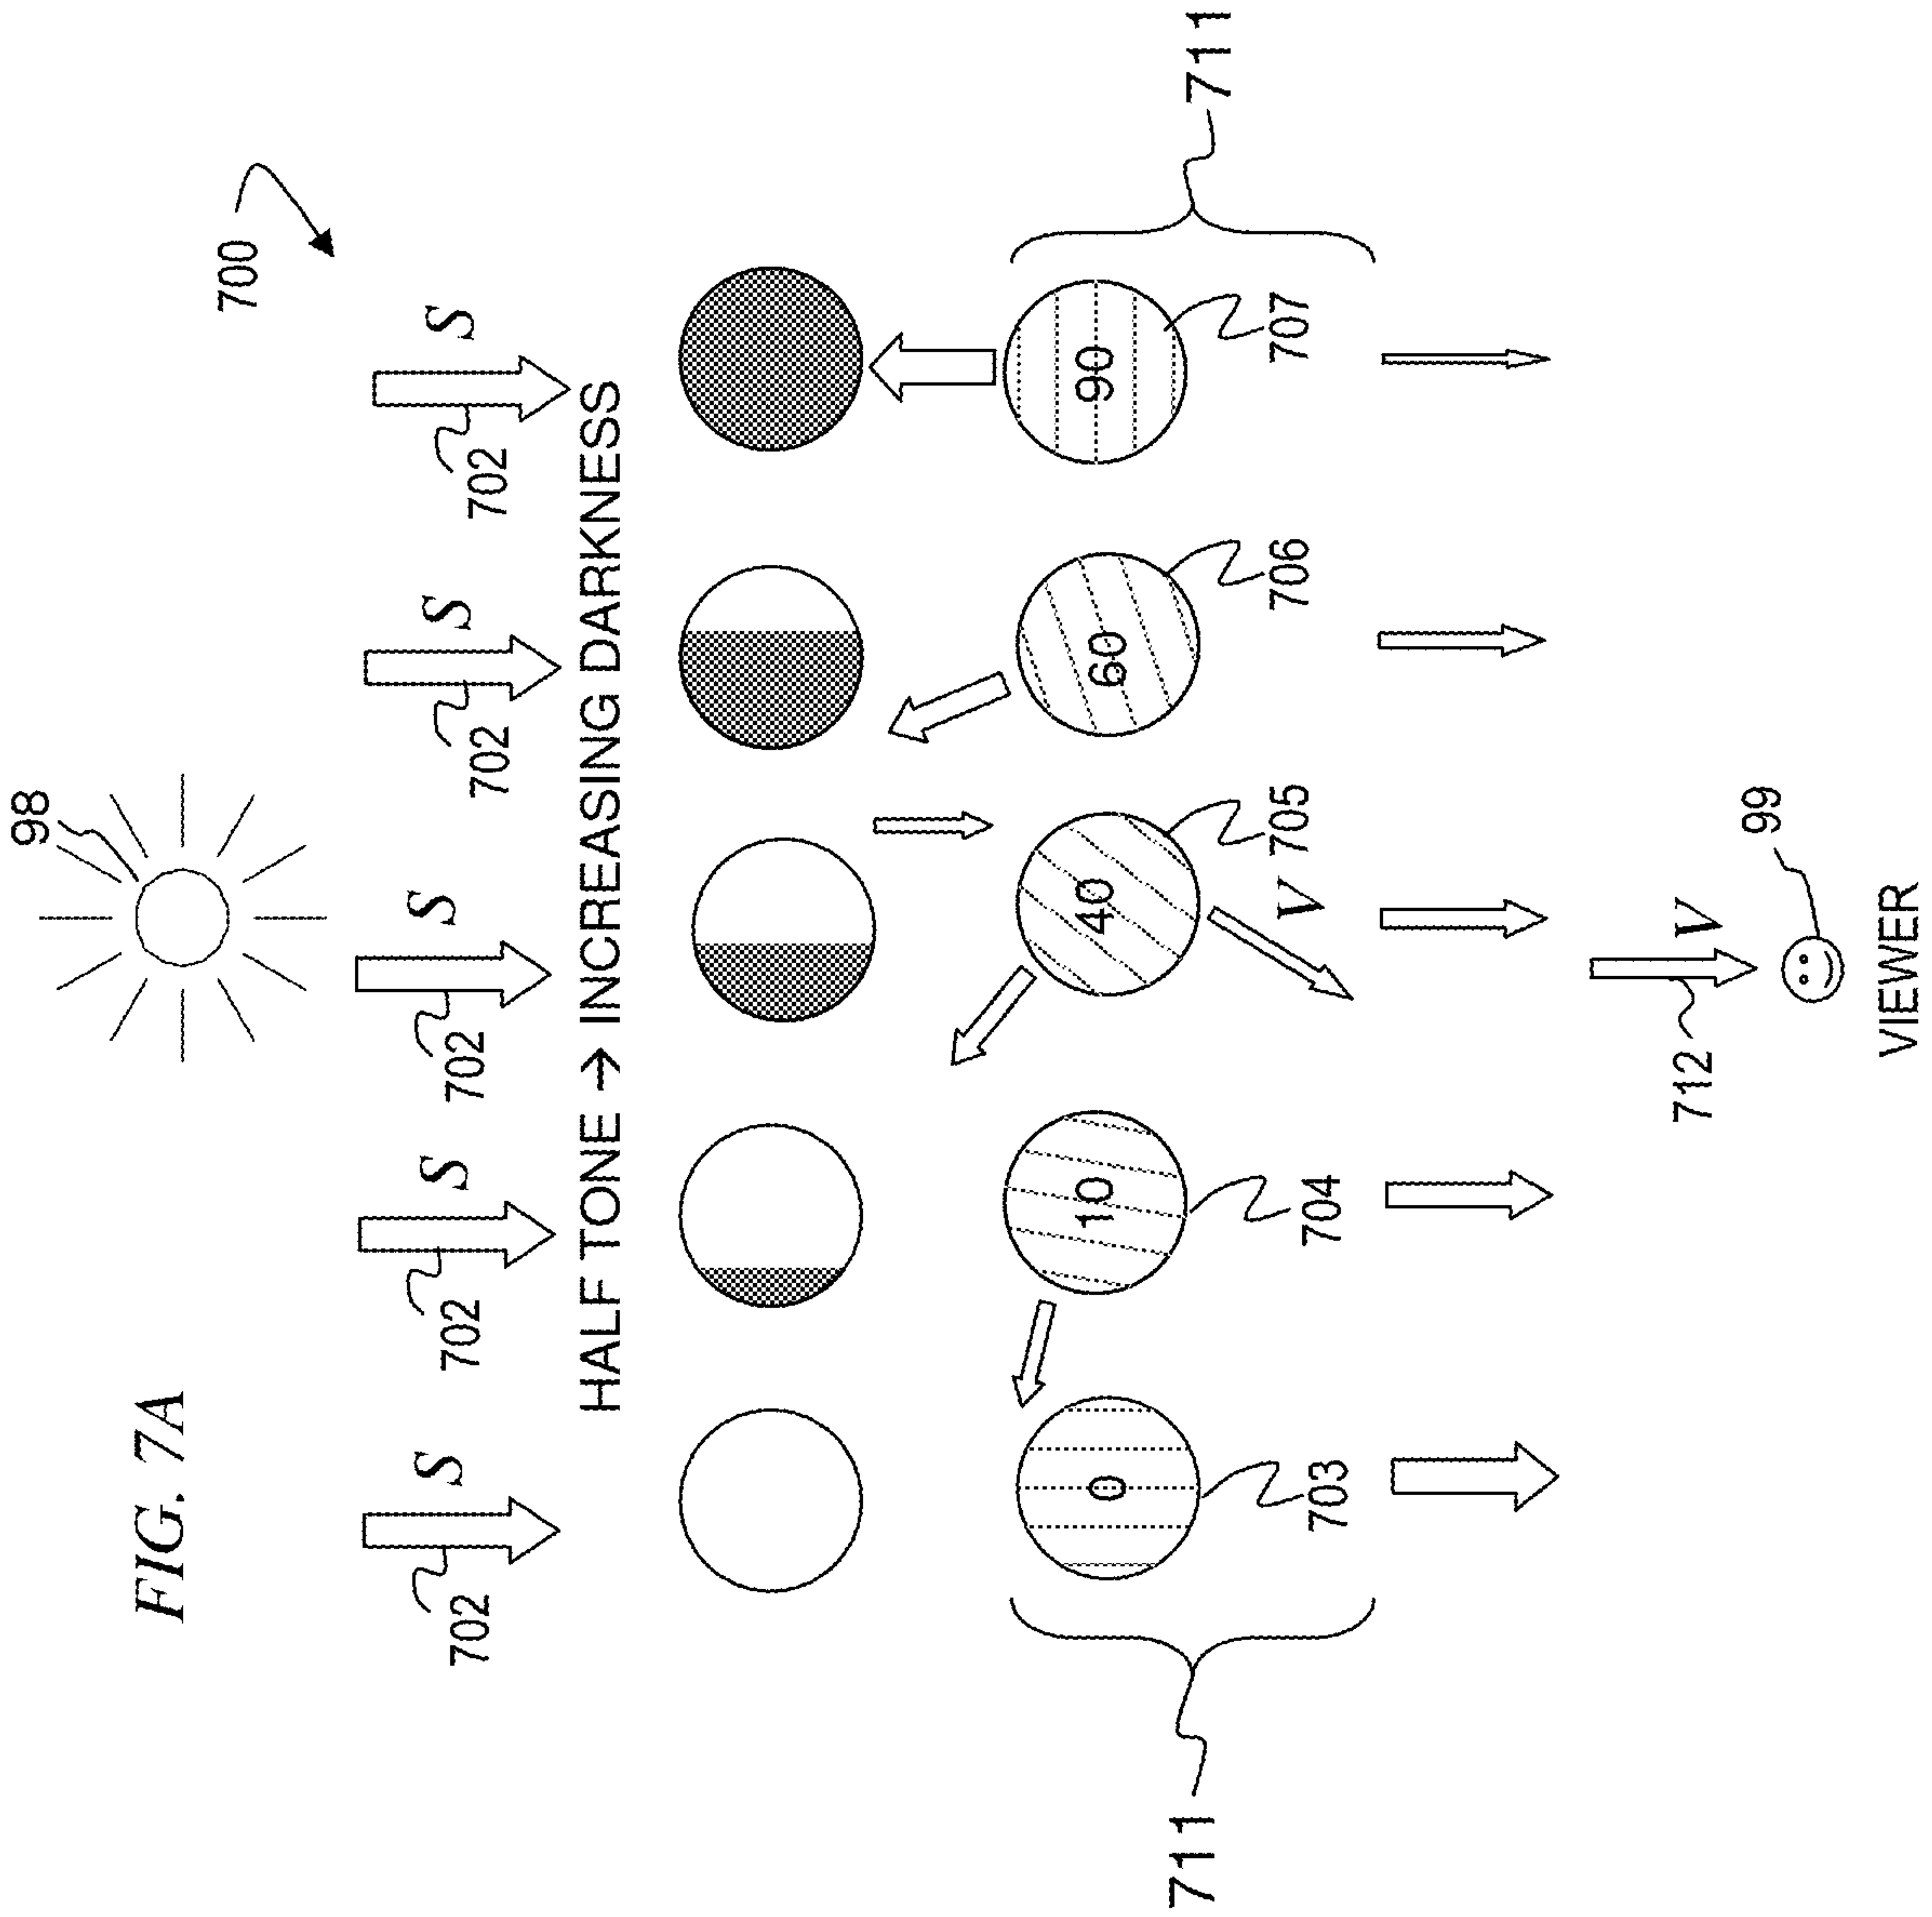 FIG. 7A
98
700
S
S
S
S
S
702
702
702
702
702
HALF TONE → INCREASING DARKNESS
0
10
40
60
90
703
704
705
706
707
V
711
711
712
V
99
VIEWER